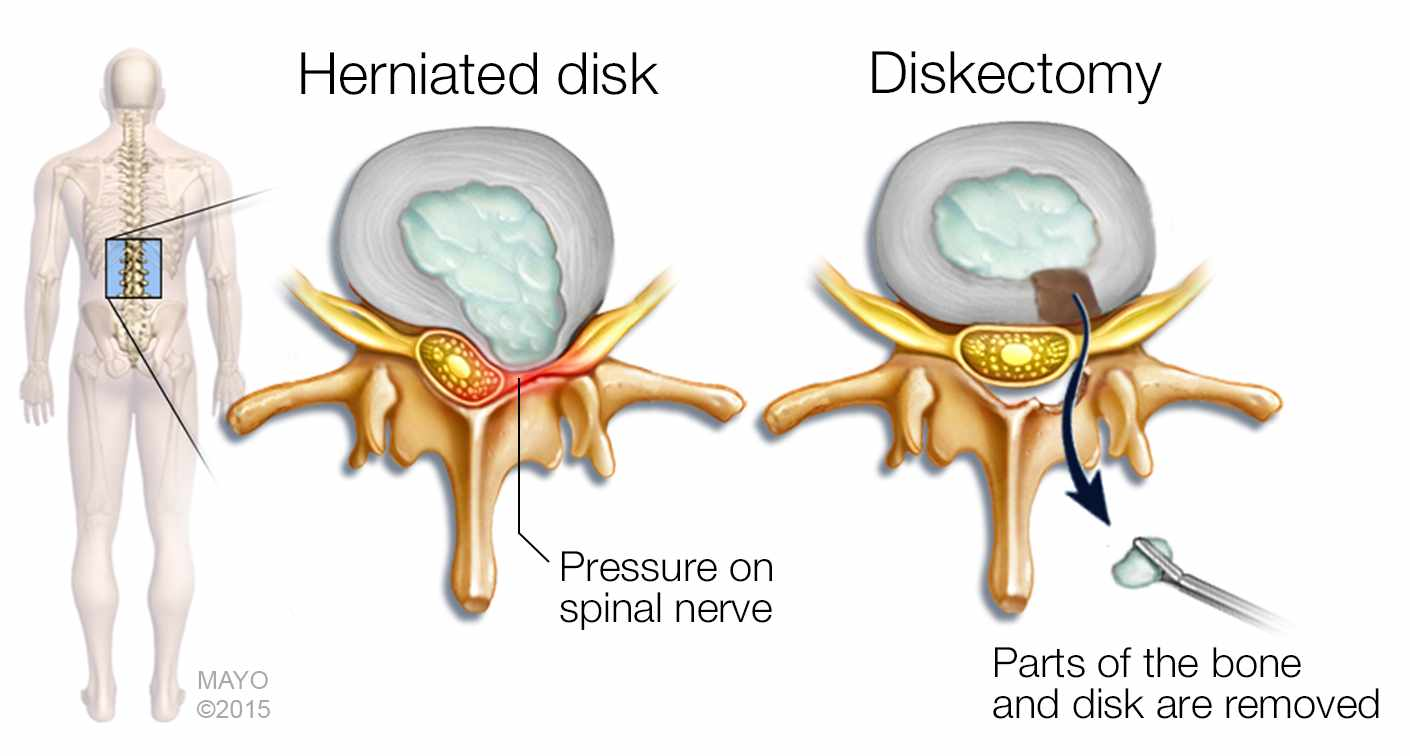 Herniated disk
Diskectomy
Pressure on
spinal nerve
Parts of the bone
and disk are removed
MAYO
©2015